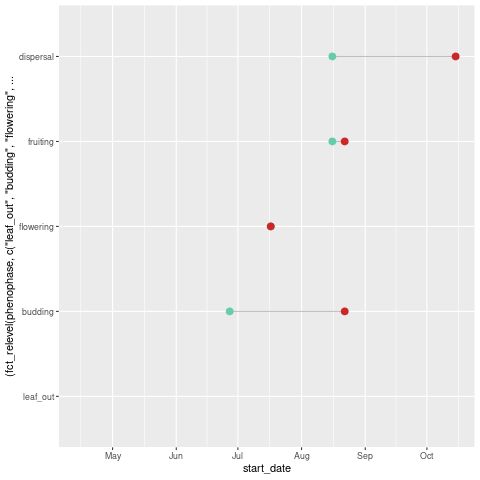 dispersal
fruiting
flowering
budding
leaf_out
(fct_relevel(phenophase, c("leaf_out", "budding", "flowering", ...
May Jun Jul Aug Sep Oct
start_date